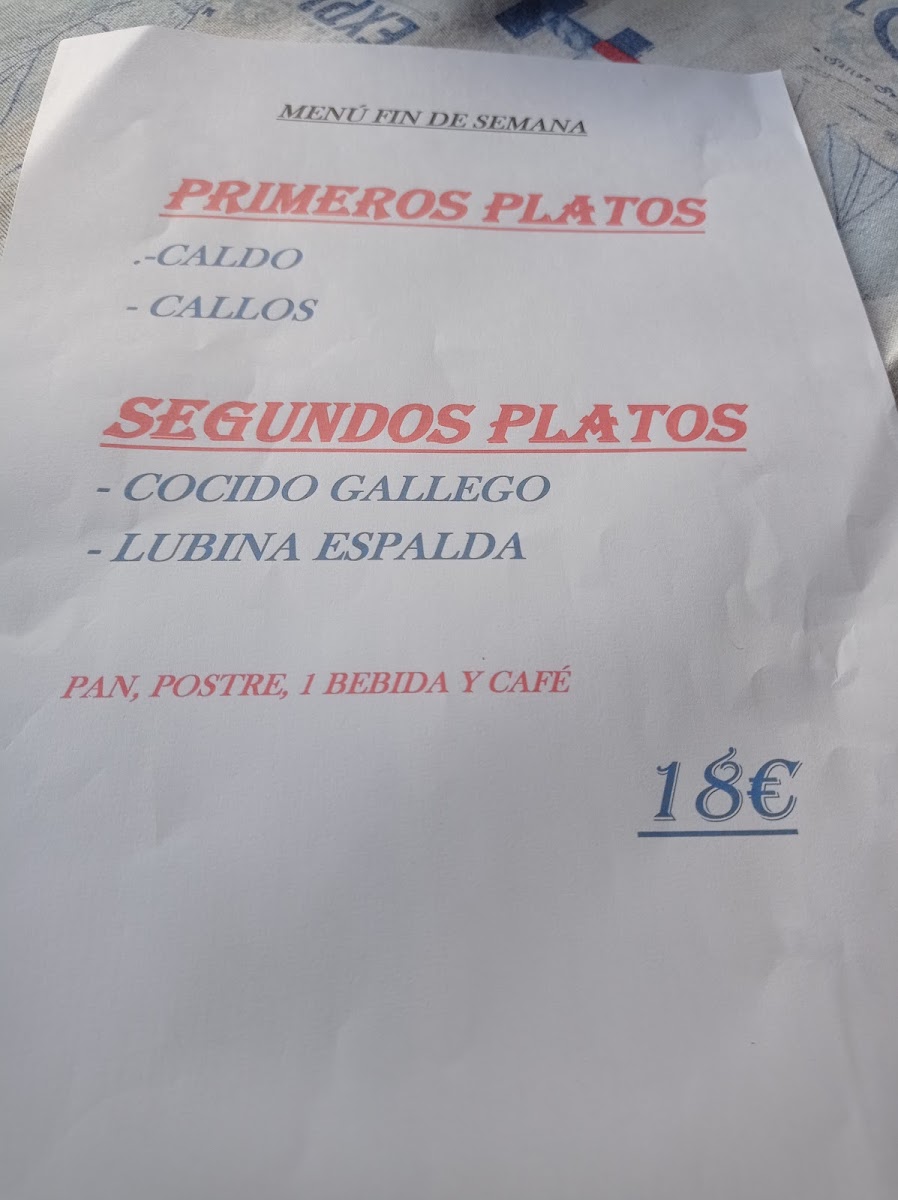 MENÚ FIN DE SEMANA
PRIMEROS PLATOS
.-CALDO
- CALLOS
SEGUNDOS PLATOS
- COCIDO GALLEGO
- LUBINA ESPALDA
PAN, POSTRE, 1 BEBIDA Y CAFÉ
18€